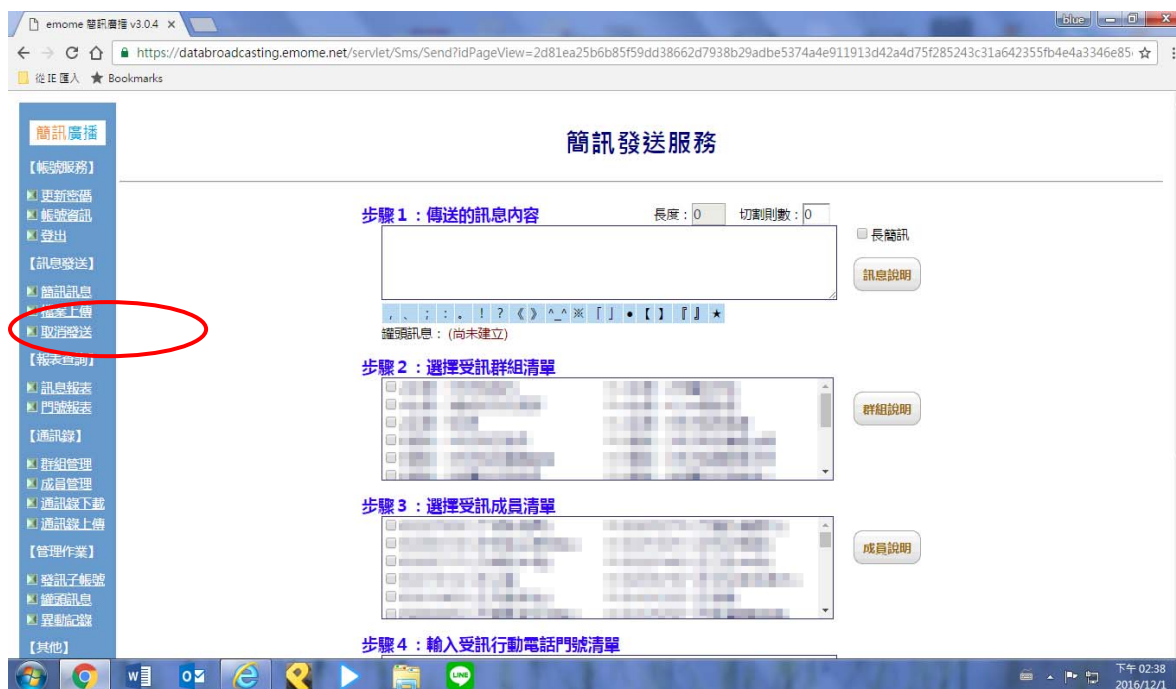 emome 簡訊廣播 v3.0.4
blue
https://databroadcasting.emome.net/servlet/Sms/Send?idPageView=2d81ea25b6b85f59dd38662d7938b29adbe5374a4e911913d42a4d75f285243c31a642355fb4e4a3346e85
從 IE 匯入 Bookmarks
簡訊廣播
【帳號服務】
更新密碼
帳號資訊
登出
【訊息發送】
簡訊訊息
檔案上傳
取消發送
【報表查詢】
訊息報表
門號報表
【通訊錄】
群組管理
成員管理
通訊錄下載
通訊錄上傳
【管理作業】
發訊子帳號
罐頭訊息
異動記錄
【其他】
簡訊發送服務
步驟1：傳送的訊息內容 長度：0 切割則數：0
長簡訊
訊息說明
，、；：。！？《》^_^※「」●【】『』★
罐頭訊息：(尚未建立)
步驟2：選擇受訊群組清單
群組說明
步驟3：選擇受訊成員清單
成員說明
步驟4：輸入受訊行動電話門號清單
LINE
下午 02:38
2016/12/1